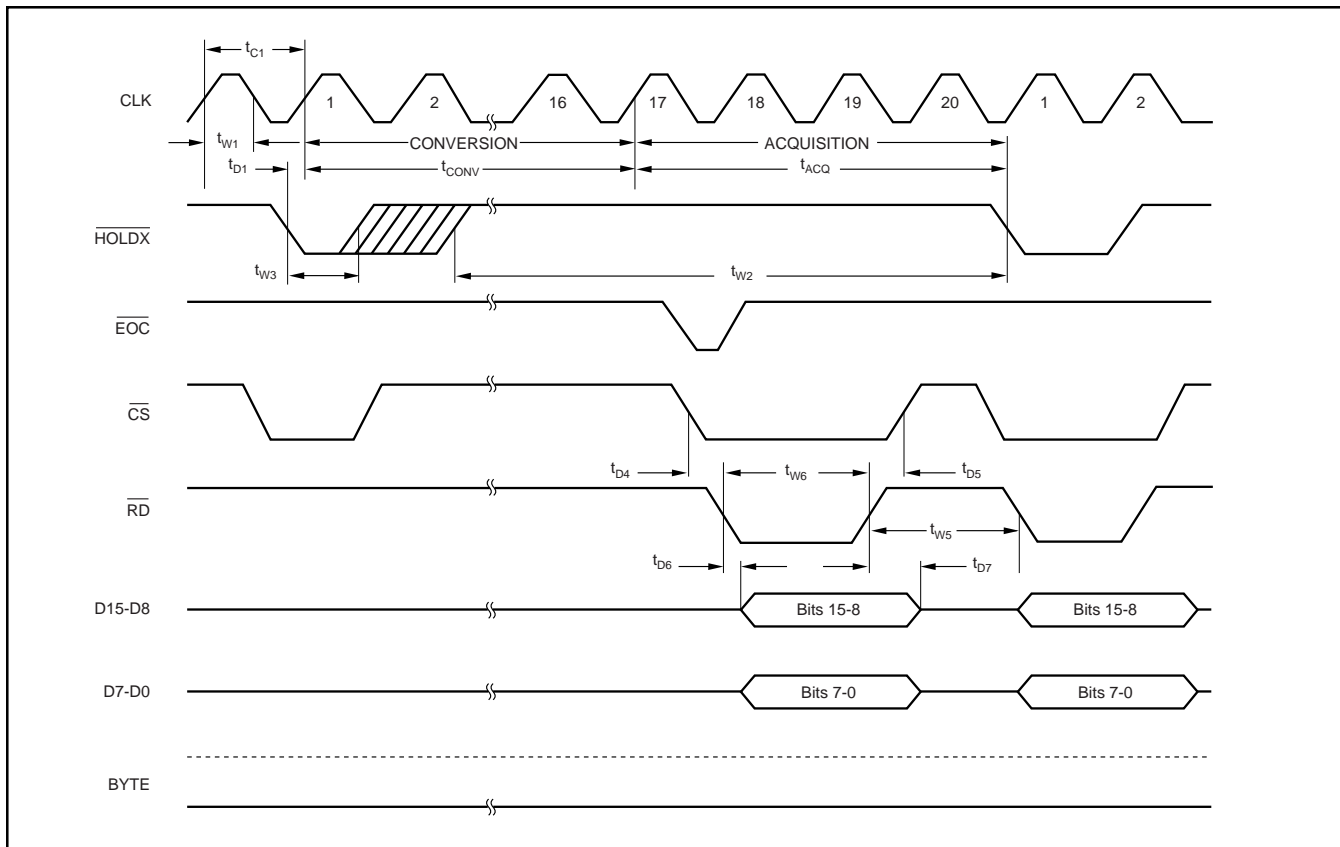 tC1
CLK
1 2 16 17 18 19 20 1 2
tW1 CONVERSION ACQUISITION
tD1 tCONV tACQ
HOLDX
tW3 tW2
EOC
CS
tD4 tW6 tD5
RD
tW5
tD6 tD7
D15-D8 Bits 15-8 Bits 15-8
D7-D0 Bits 7-0 Bits 7-0
BYTE